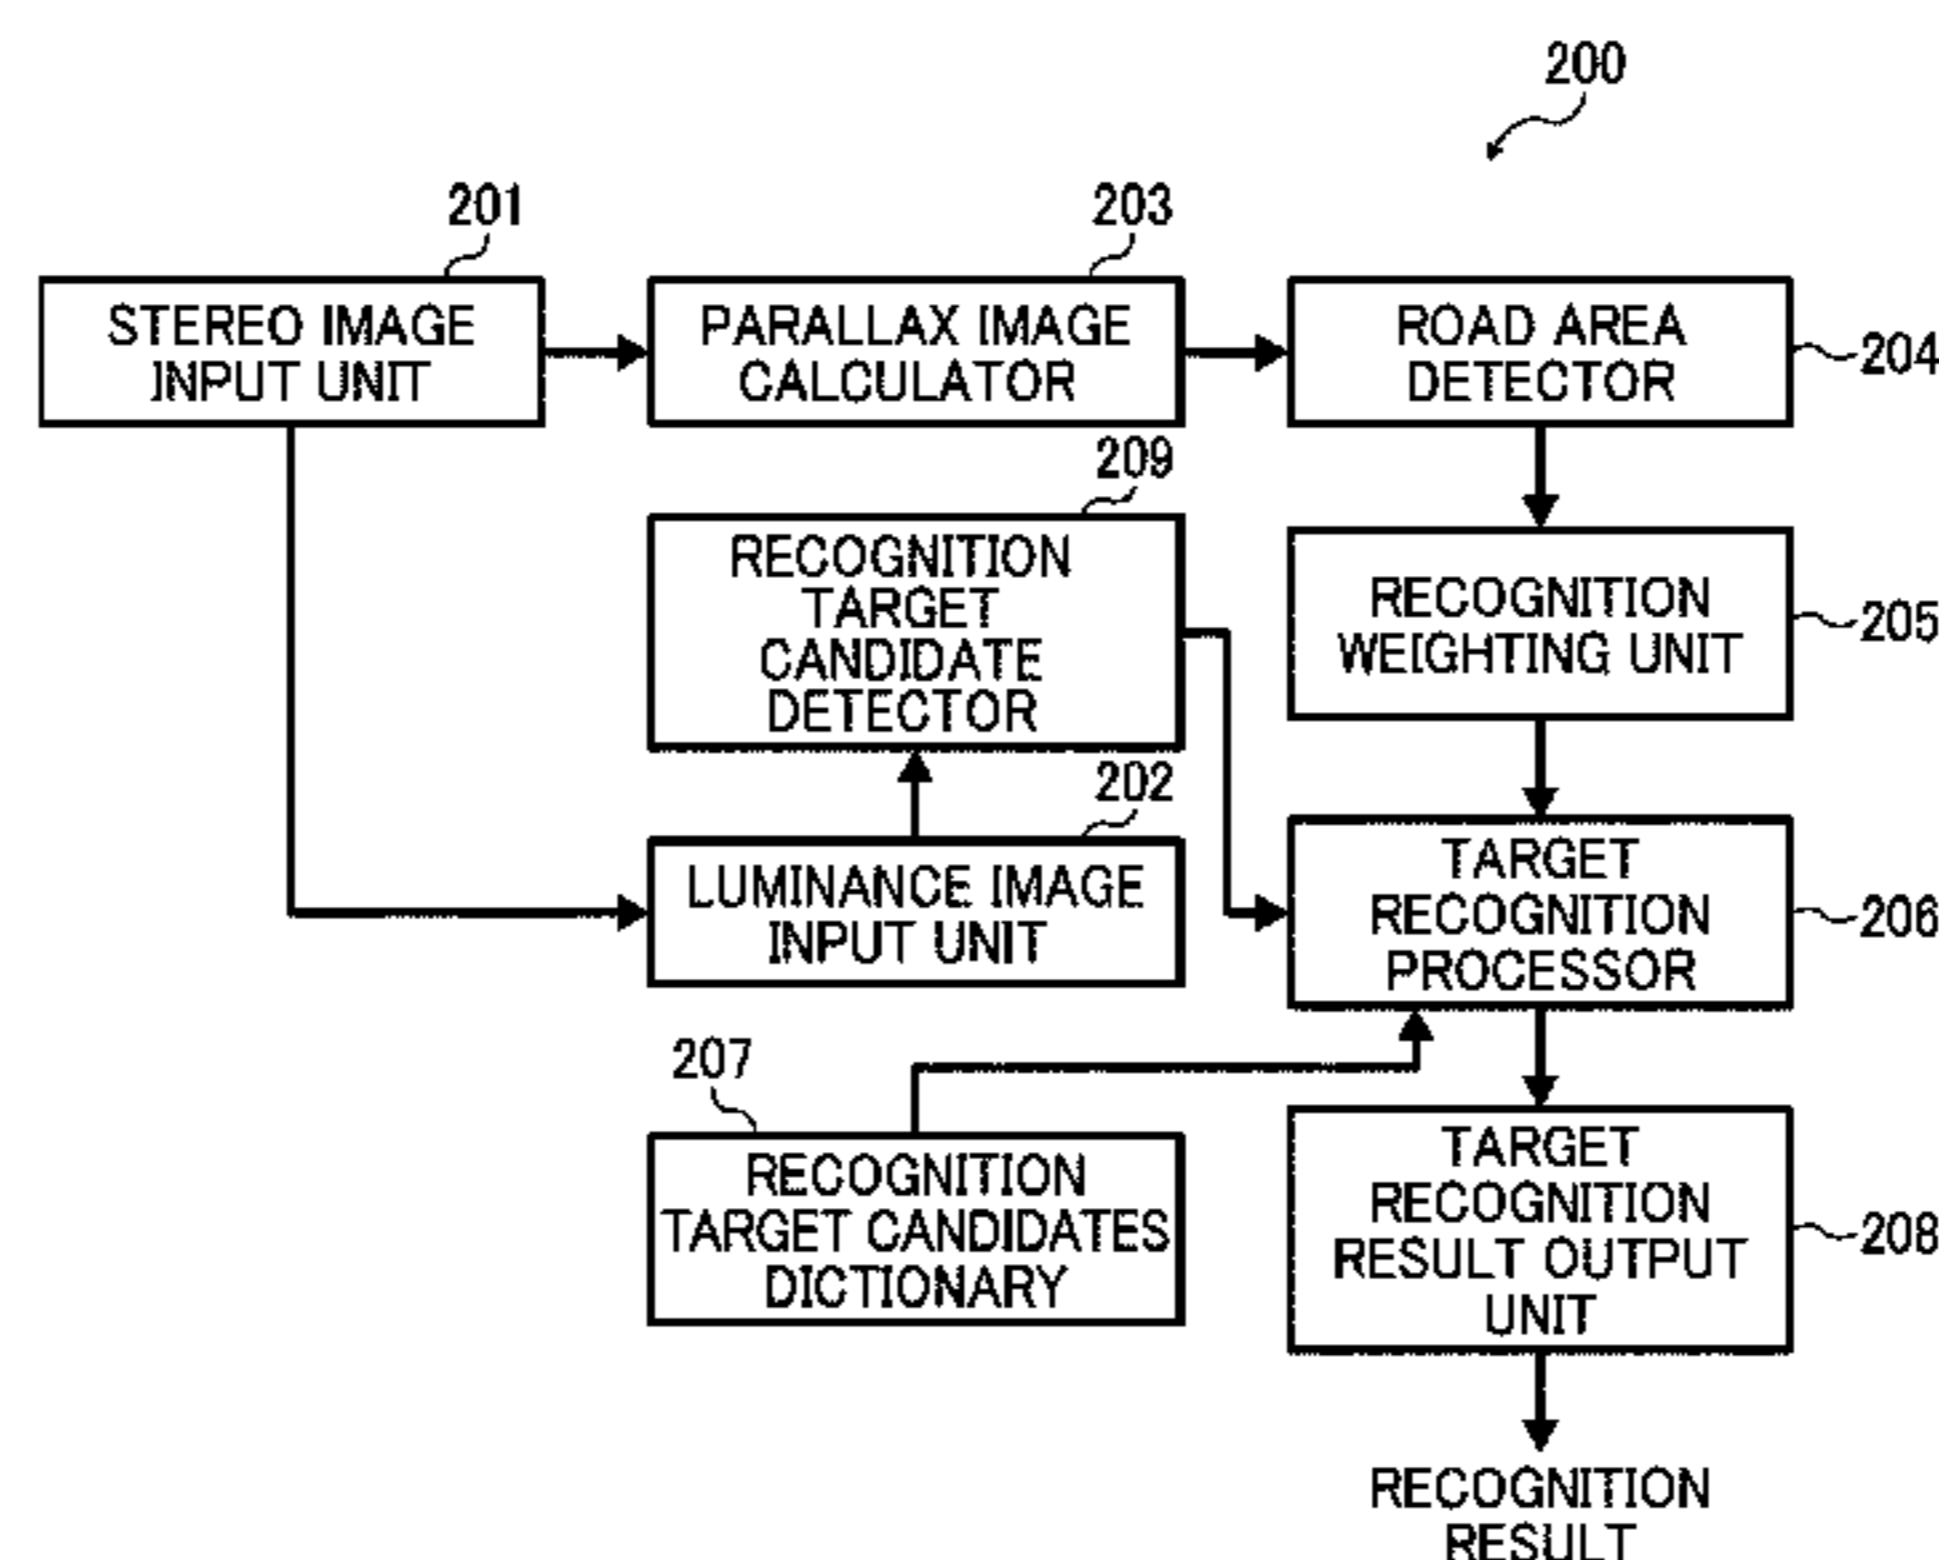 200
201
203
STEREO IMAGE
INPUT UNIT
PARALLAX IMAGE
CALCULATOR
ROAD AREA
DETECTOR
204
209
RECOGNITION
TARGET
CANDIDATE
DETECTOR
RECOGNITION
WEIGHTING UNIT
205
202
LUMINANCE IMAGE
INPUT UNIT
TARGET
RECOGNITION
PROCESSOR
206
207
RECOGNITION
TARGET CANDIDATES
DICTIONARY
TARGET
RECOGNITION
RESULT OUTPUT
UNIT
208
RECOGNITION
RESULT